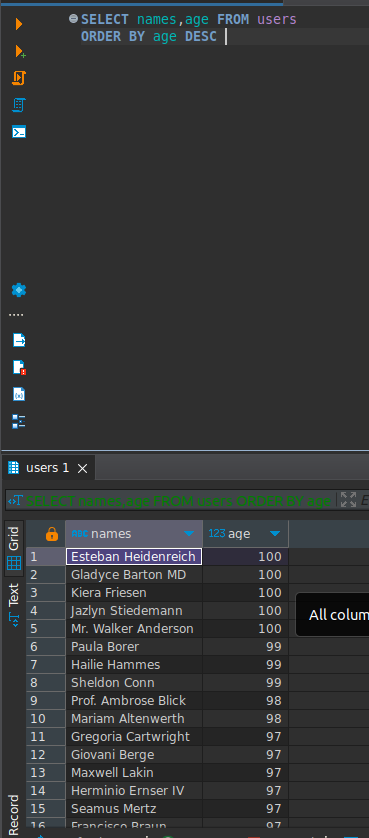 SELECT names,age FROM users
ORDER BY age DESC
users 1
SELECT names,age FROM users ORDER BY age
Grid
Text
Record
names
123 age
1 Esteban Heidenreich 100
2 Gladyce Barton MD 100
3 Kiera Friesen 100
4 Jazlyn Stiedemann 100
5 Mr. Walker Anderson 100
6 Paula Borer 99
7 Hailie Hammes 99
8 Sheldon Conn 99
9 Prof. Ambrose Blick 98
10 Mariam Altenwerth 98
11 Gregoria Cartwright 97
12 Giovani Berge 97
13 Maxwell Lakin 97
14 Herminio Ernser IV 97
15 Seamus Mertz 97
16 Francisco Braun 97
All colum